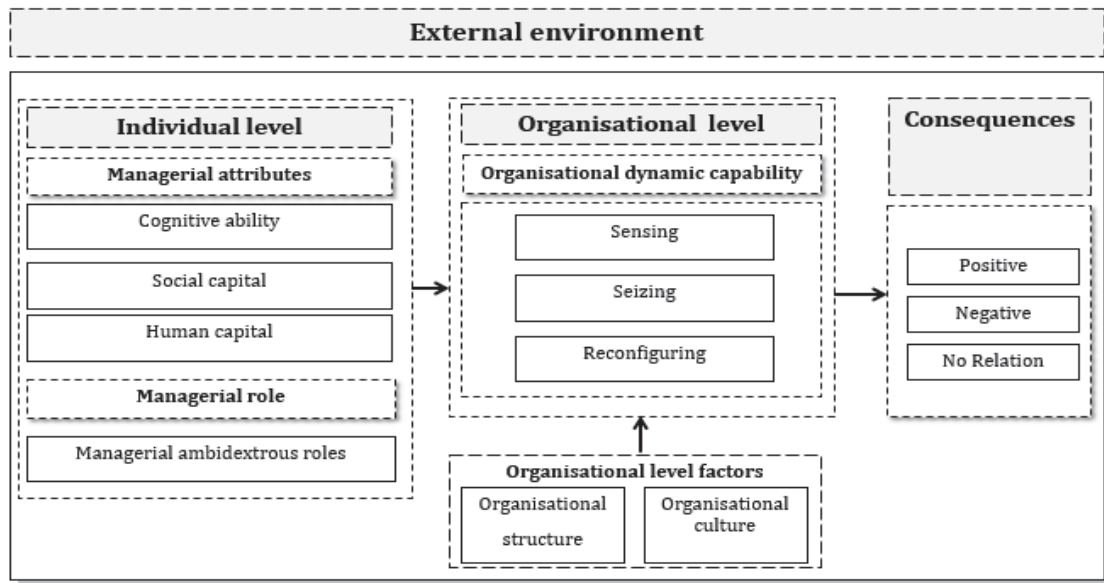 External environment
Individual level
Managerial attributes
Cognitive ability
Social capital
Human capital
Managerial role
Managerial ambidextrous roles
Organisational level
Organisational dynamic capability
Sensing
Seizing
Reconfiguring
Organisational level factors
Organisational
structure
Organisational
culture
Consequences
Positive
Negative
No Relation